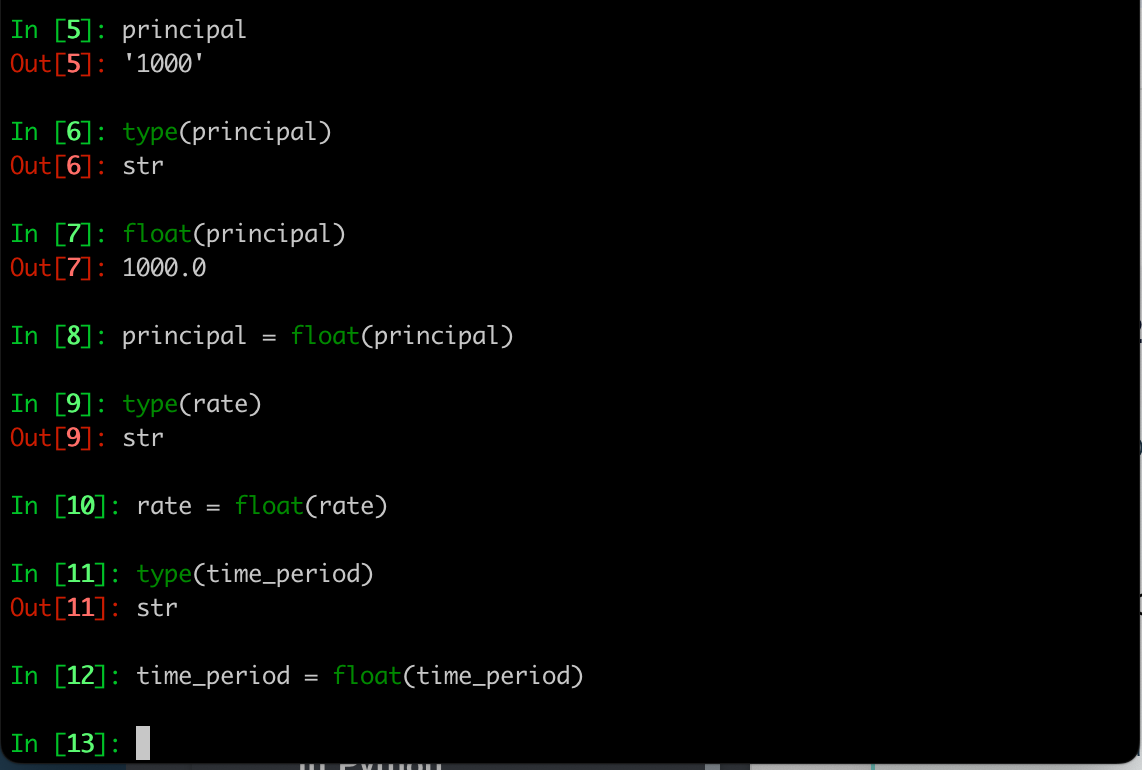 In [5]: principal
Out[5]: '1000'
In [6]: type(principal)
Out[6]: str
In [7]: float(principal)
Out[7]: 1000.0
In [8]: principal = float(principal)
In [9]: type(rate)
Out[9]: str
In [10]: rate = float(rate)
In [11]: type(time_period)
Out[11]: str
In [12]: time_period = float(time_period)
In [13]:
in Python